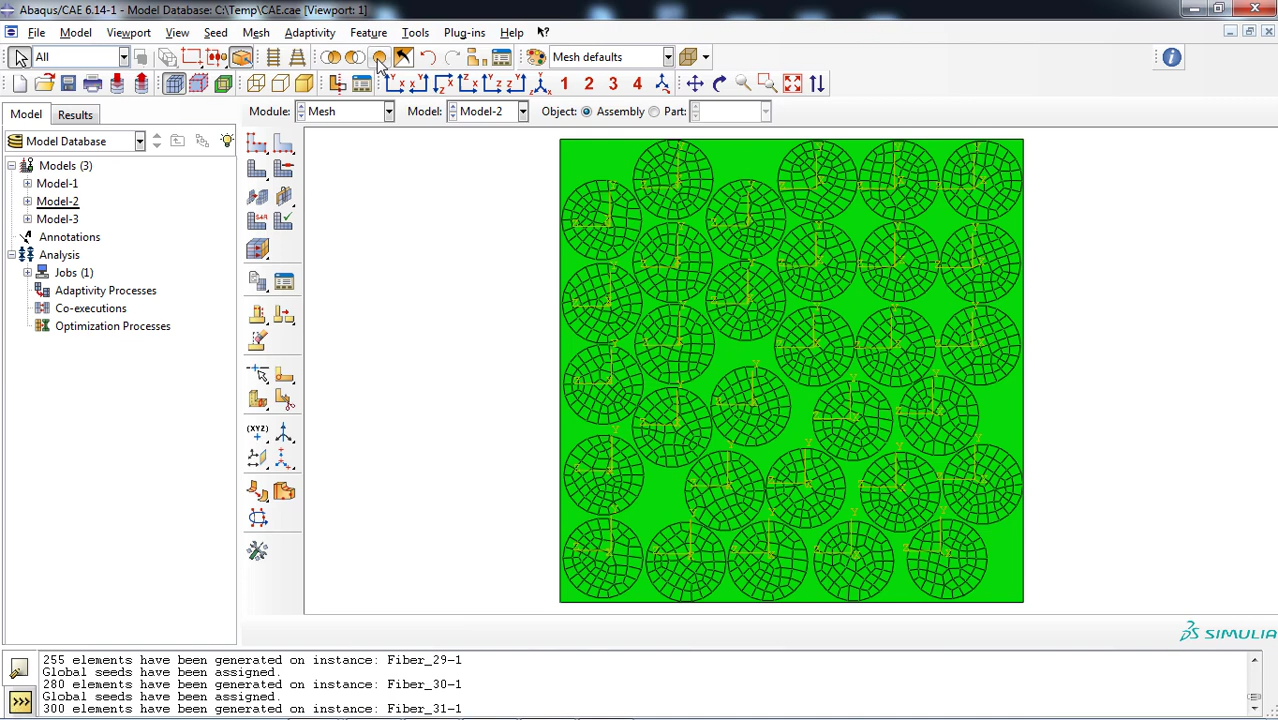 Abaqus/CAE 6.14-1 - Model Database: C:\Temp\CAE.cae [Viewport: 1]
File Model Viewport View Seed Mesh Adaptivity Feature Tools Plug-ins Help
All Mesh defaults
1 2 3 4
Model Results Module: Mesh Model: Model-2 Object: Assembly Part:
Model Database
Models (3)
Model-1
Model-2
Model-3
Annotations
Analysis
Jobs (1)
Adaptivity Processes
Co-executions
Optimization Processes
(XYZ)
SIMULIA
255 elements have been generated on instance: Fiber_29-1
Global seeds have been assigned.
280 elements have been generated on instance: Fiber_30-1
Global seeds have been assigned.
300 elements have been generated on instance: Fiber_31-1